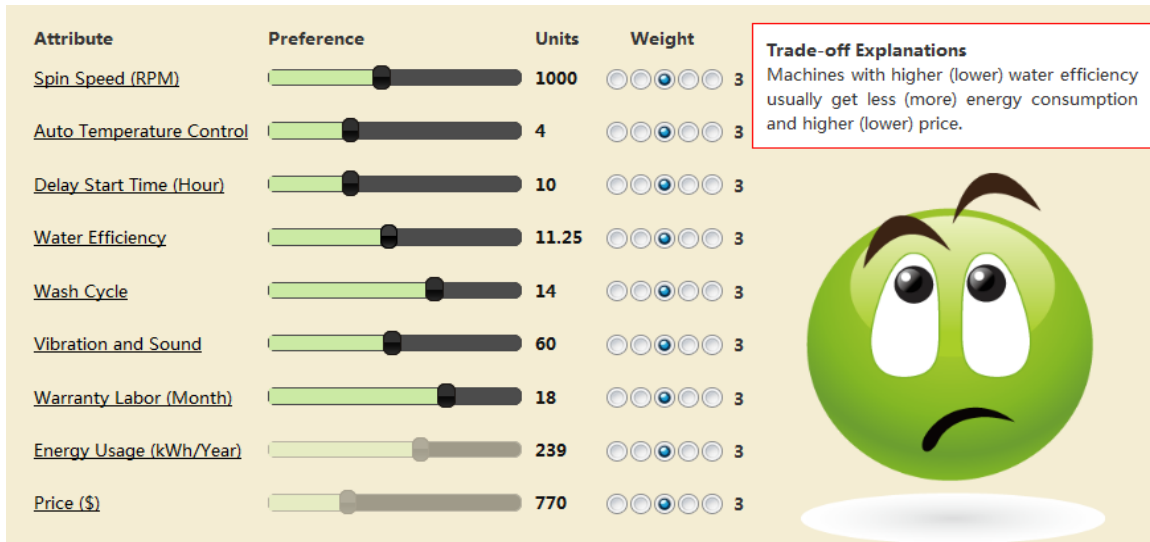 Attribute Preference Units Weight
Spin Speed (RPM) 1000 3
Auto Temperature Control 4 3
Delay Start Time (Hour) 10 3
Water Efficiency 11.25 3
Wash Cycle 14 3
Vibration and Sound 60 3
Warranty Labor (Month) 18 3
Energy Usage (kWh/Year) 239 3
Price ($) 770 3
Trade-off Explanations
Machines with higher (lower) water efficiency
usually get less (more) energy consumption
and higher (lower) price.